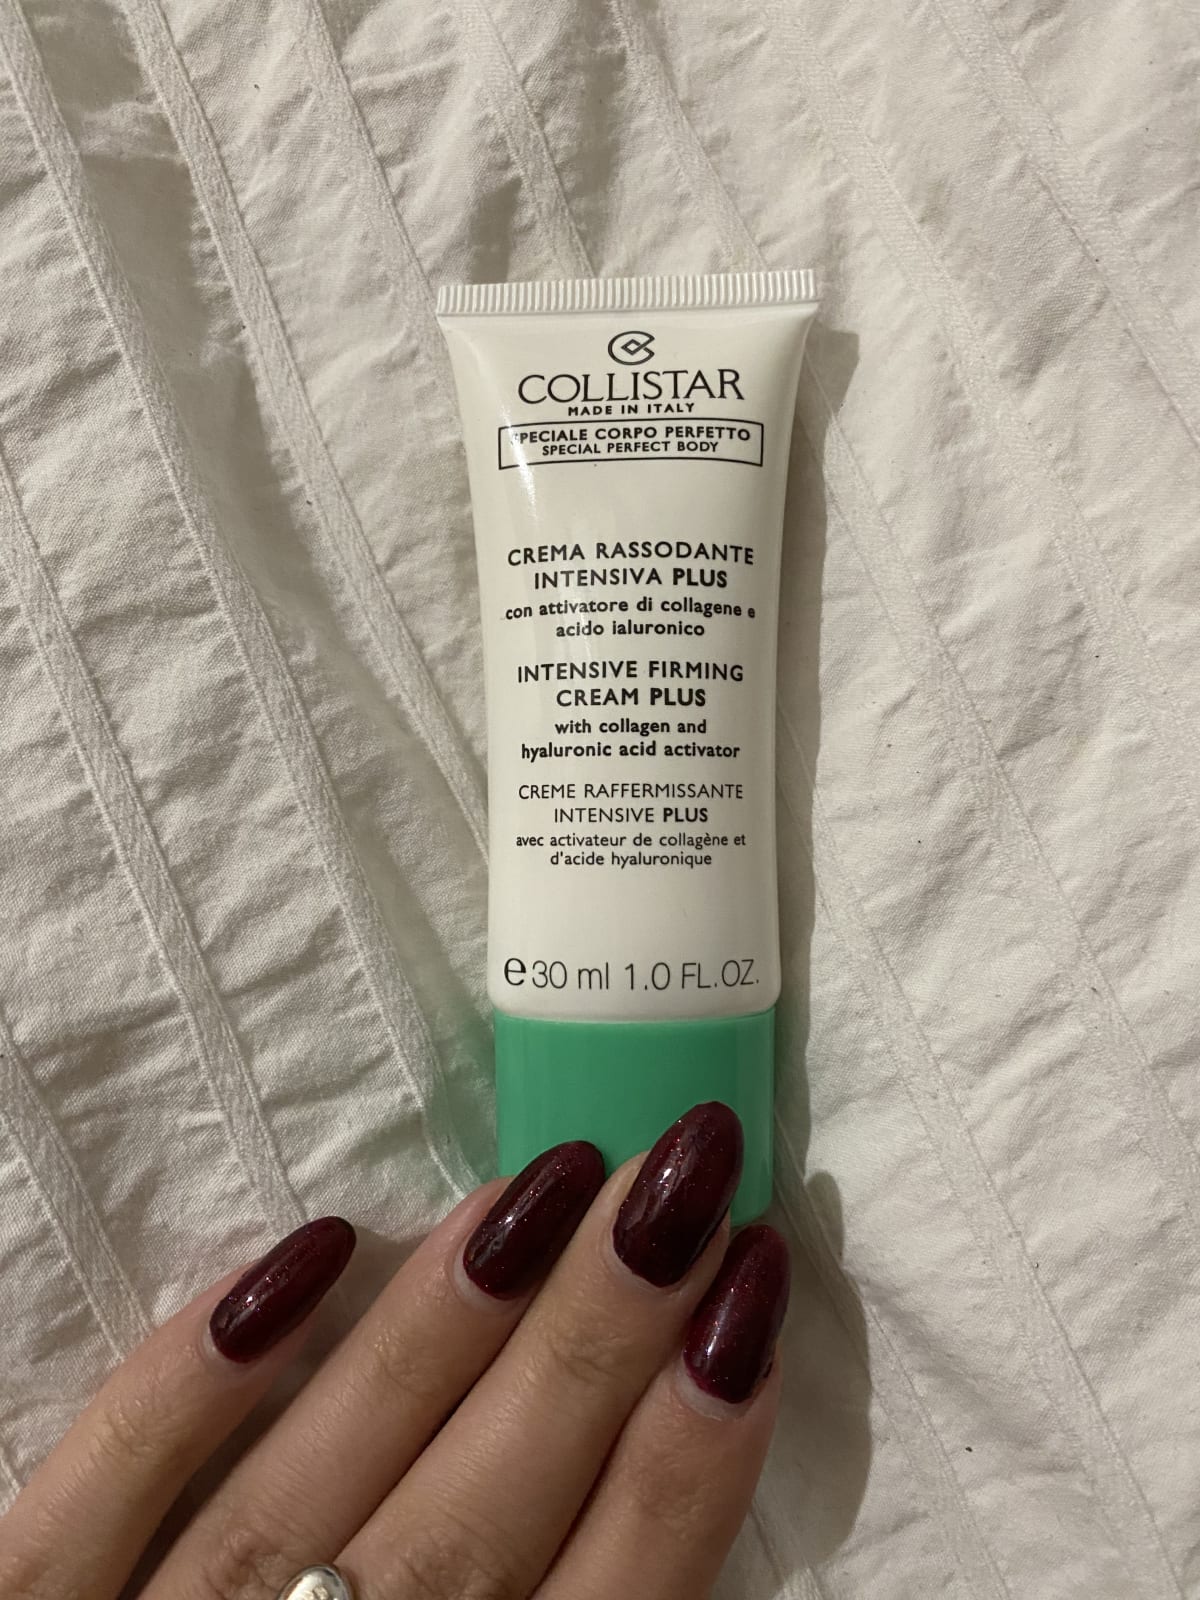 COLLISTAR
MADE IN ITALY
SPECIALE CORPO PERFETTO
SPECIAL PERFECT BODY
CREMA RASSODANTE
INTENSIVA PLUS
con attivatore di collagene e
acido ialuronico
INTENSIVE FIRMING
CREAM PLUS
with collagen and
hyaluronic acid activator
CREME RAFFERMISSANTE
INTENSIVE PLUS
avec activateur de collagène et
d'acide hyaluronique
e 30 ml 1.0 FL.OZ.